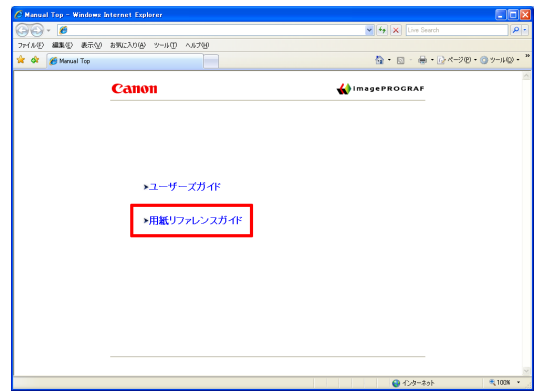 Manual Top - Windows Internet Explorer
Live Search
ファイル(F) 編集(E) 表示(V) お気に入り(A) ツール(T) ヘルプ(H)
Manual Top
ページ(P) ツール(O)
Canon
imagePROGRAF
➤ユーザーズガイド
➤用紙リファレンスガイド
インターネット
100%